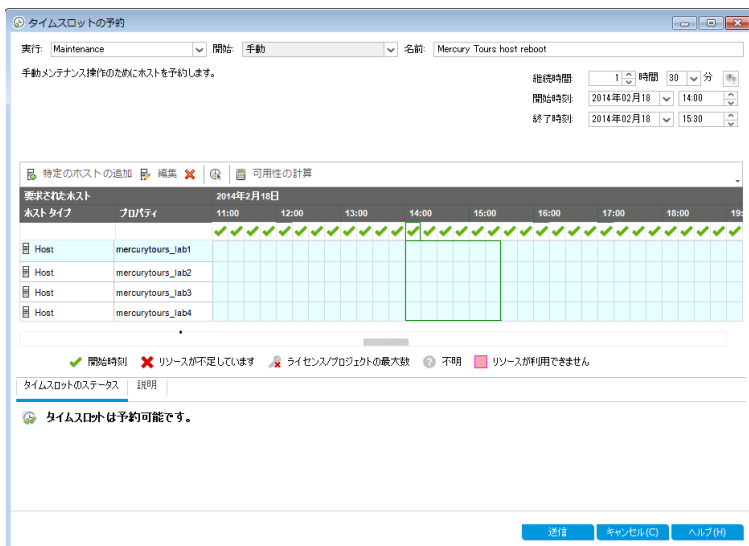 タイムスロットの予約
実行: Maintenance 開始: 手動 名前: Mercury Tours host reboot
手動メンテナンス操作のためにホストを予約します。
継続時間: 1 時間 30 分
開始時刻: 2014年02月18 14:00
終了時刻: 2014年02月18 15:30
特定のホストの追加 編集 可用性の計算
要求されたホスト 2014年2月18日
ホスト タイプ プロパティ 11:00 12:00 13:00 14:00 15:00 16:00 17:00 18:00 19:
Host mercurytours_lab1
Host mercurytours_lab2
Host mercurytours_lab3
Host mercurytours_lab4
開始時刻 リソースが不足しています ライセンス/プロジェクトの最大数 不明 リソースが利用できません
タイムスロットのステータス 説明
タイムスロットは予約可能です。
送信 キャンセル(C) ヘルプ(H)